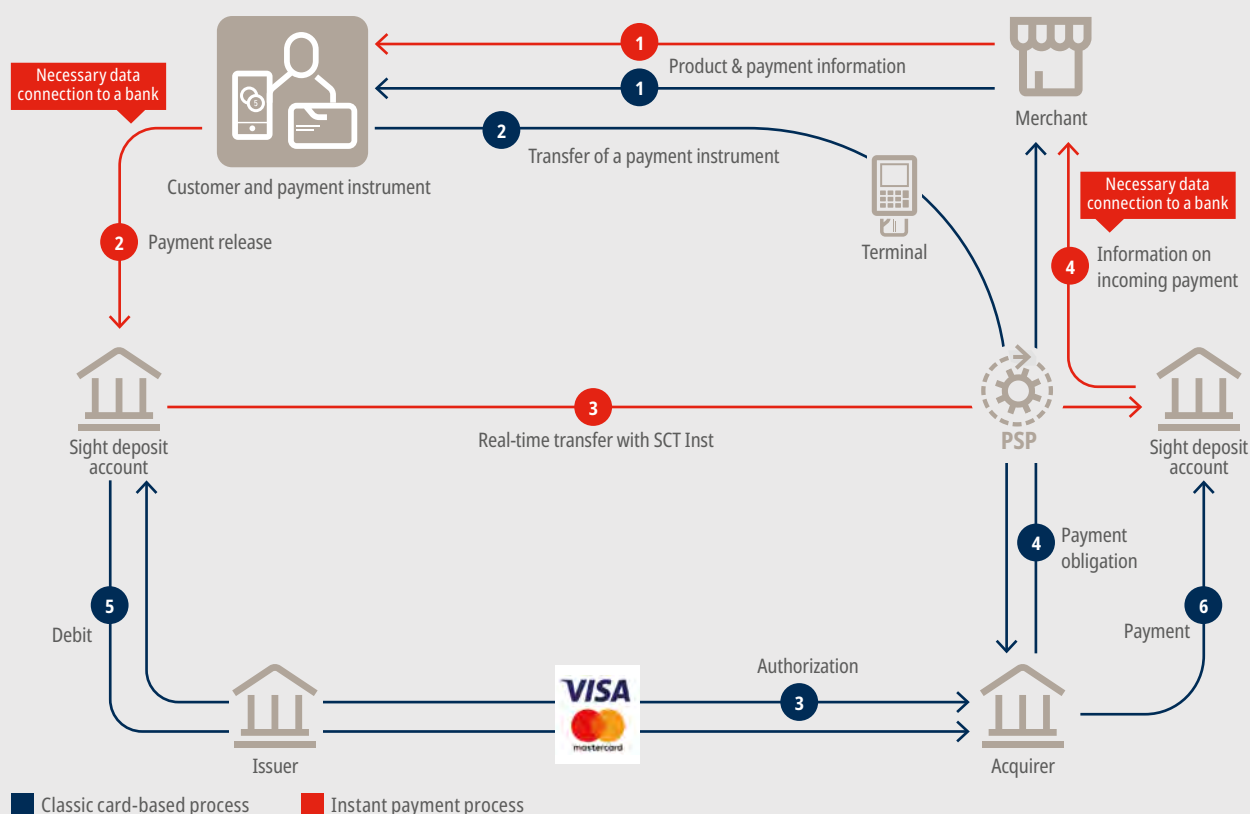 1
Product & payment information
1
Necessary data
connection to a bank
Merchant
2
Transfer of a payment instrument
Customer and payment instrument
Necessary data
connection to a bank
2
Payment release
Terminal
4
Information on
incoming payment
3
Real-time transfer with SCT Inst
PSP
Sight deposit
account
Sight deposit
account
4
Payment
obligation
5
Debit
6
Payment
Authorization
3
VISA
mastercard
Issuer
Acquirer
Classic card-based process
Instant payment process